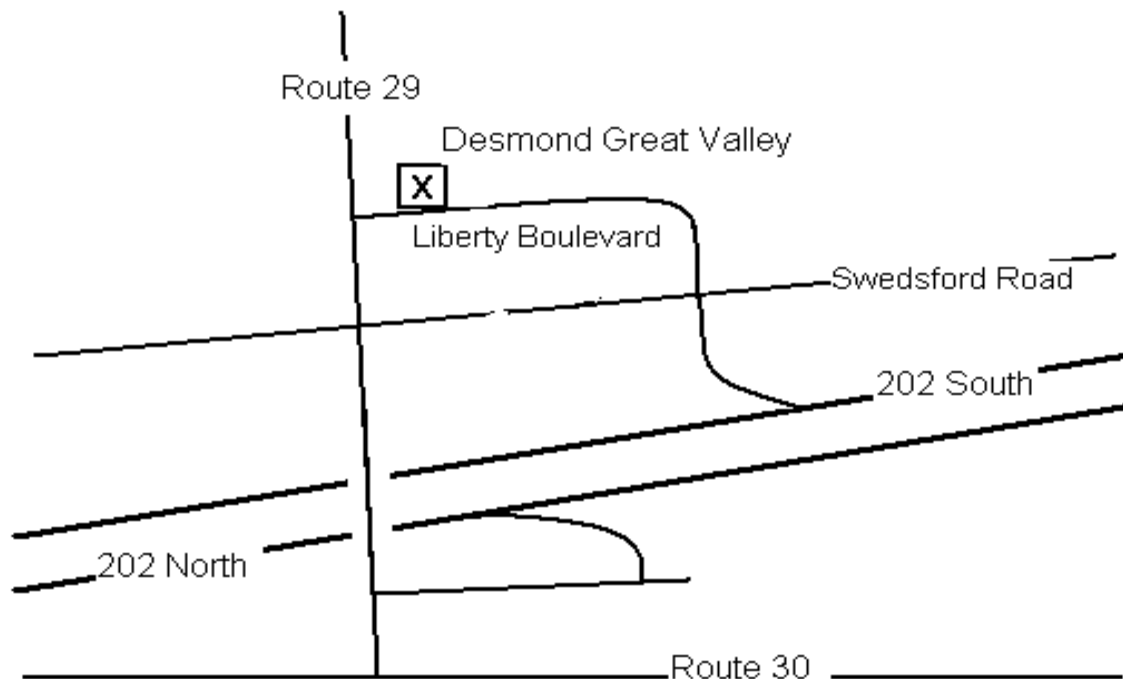 Route 29
Desmond Great Valley
X
Liberty Boulevard
Swedsford Road
202 South
202 North
Route 30